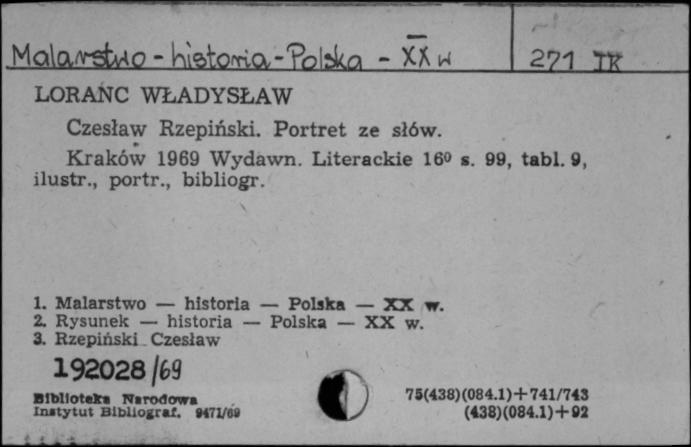 Malarstwo - historia - Polska - XX w 271 IK
LORANC WŁADYSŁAW
Czesław Rzepiński. Portret ze słów.
Kraków 1969 Wydawn. Literackie 16⁰ s. 99, tabl. 9,
ilustr., portr., bibliogr.
1. Malarstwo — historia — Polska — XX w.
2. Rysunek — historia — Polska — XX w.
3. Rzepiński Czesław
192028/69
Biblioteka Narodowa
Instytut Bibliograf. 9471/69
75(438)(084.1)+741/743
(438)(084.1)+92